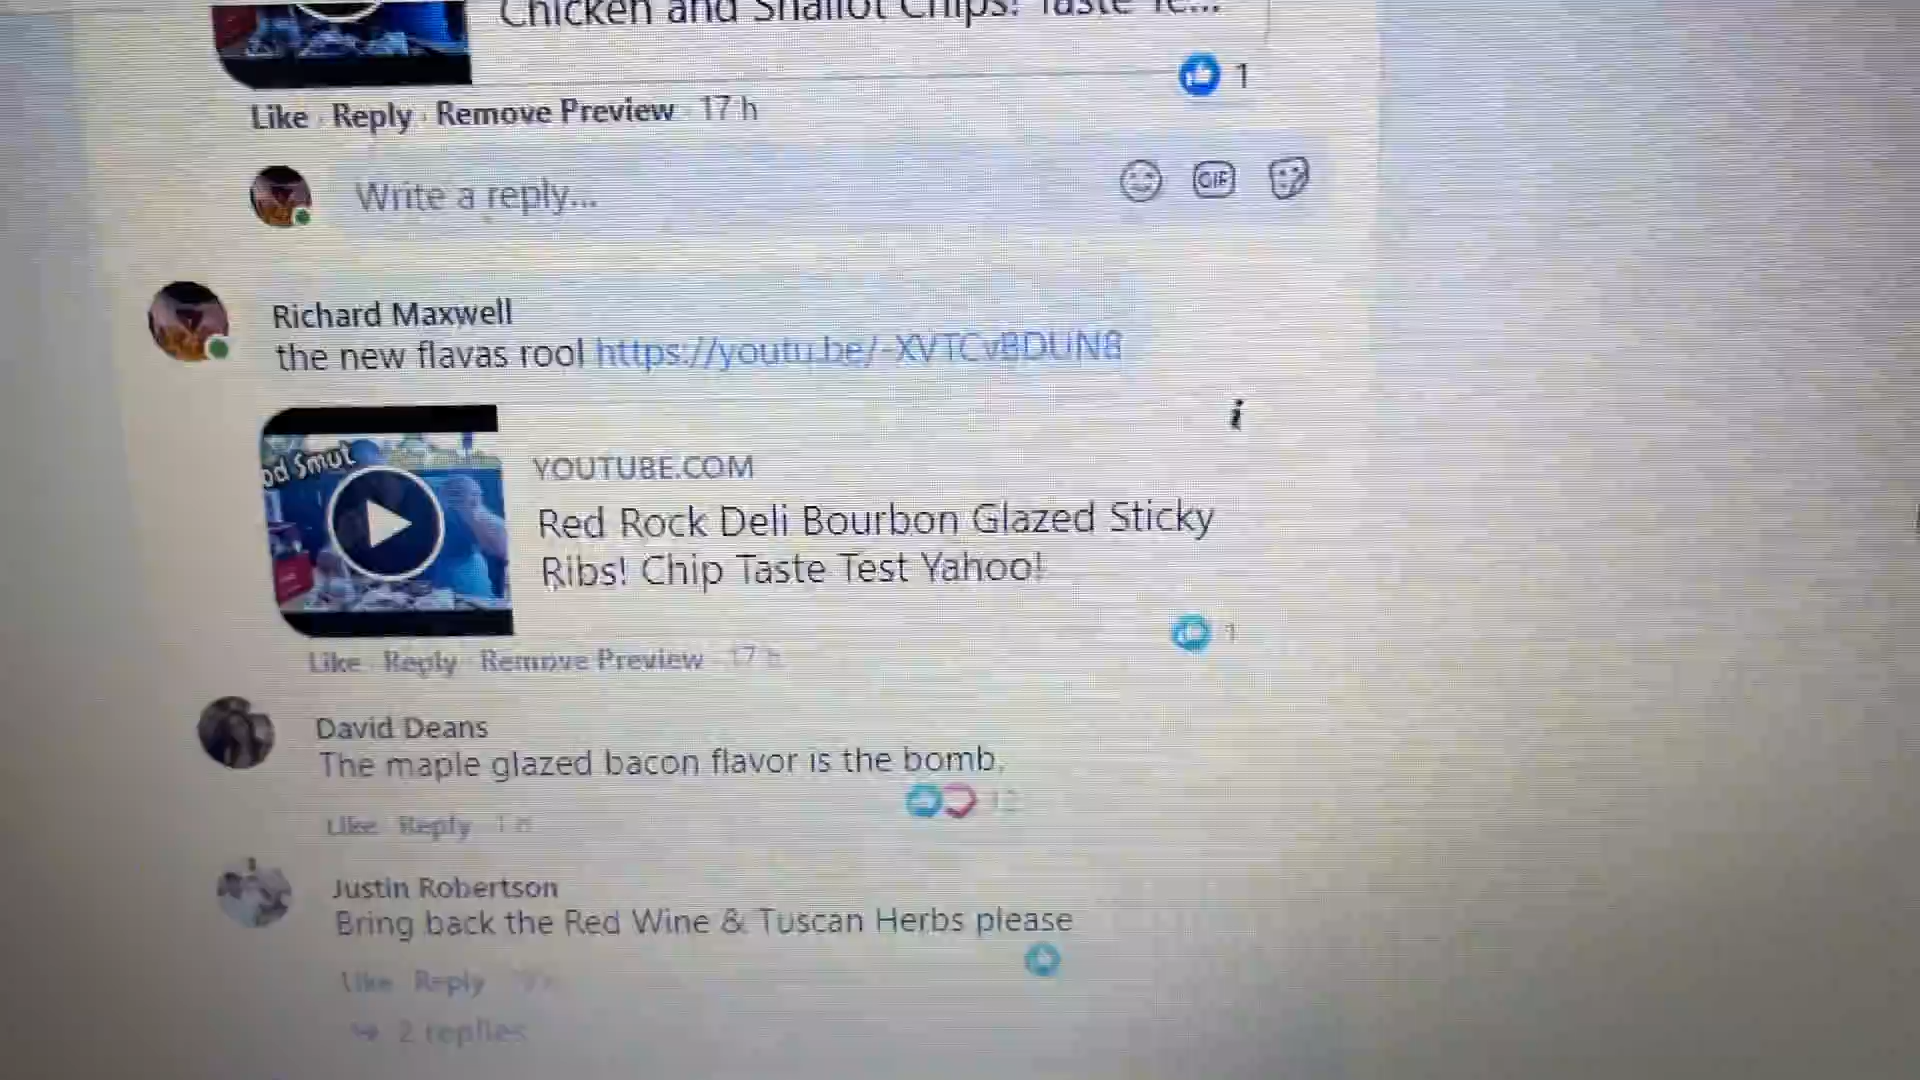 Chicken and Shallot Chips! Taste Te...
1
Like · Reply · Remove Preview · 17 h
Write a reply...
GIF
Richard Maxwell
the new flavas rool https://youtu.be/-XVTCvBDUN8
od Smut
YOUTUBE.COM
Red Rock Deli Bourbon Glazed Sticky
Ribs! Chip Taste Test Yahoo!
1
Like · Reply · Remove Preview · 17 h
David Deans
The maple glazed bacon flavor is the bomb.
Like Reply
Justin Robertson
Bring back the Red Wine & Tuscan Herbs please
Like Reply
2 replies